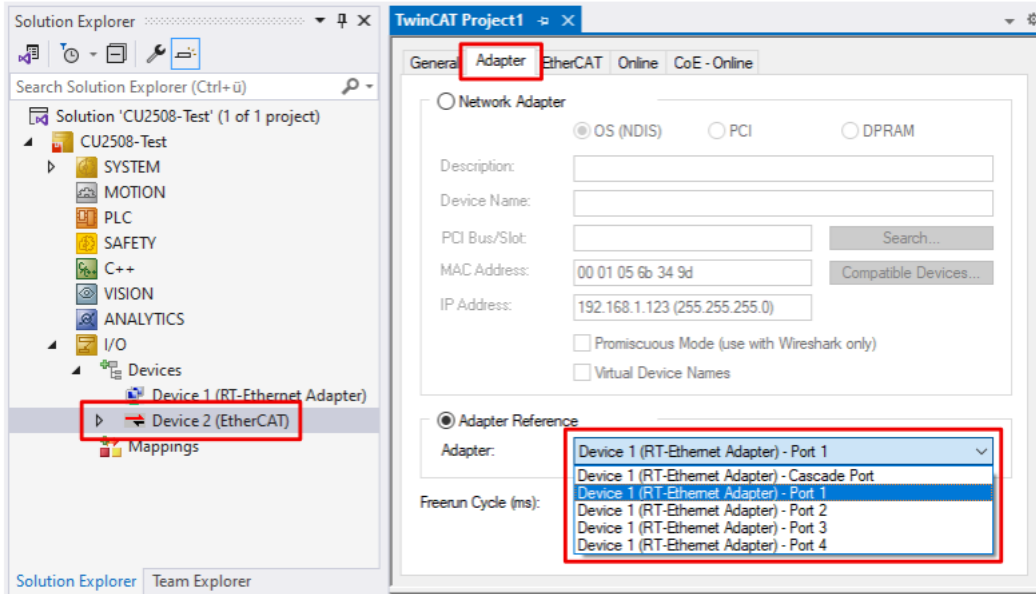 Solution Explorer
Search Solution Explorer (Ctrl+ü)
Solution 'CU2508-Test' (1 of 1 project)
CU2508-Test
SYSTEM
MOTION
PLC
SAFETY
C++
VISION
ANALYTICS
I/O
Devices
Device 1 (RT-Ethernet Adapter)
Device 2 (EtherCAT)
Mappings
Solution Explorer Team Explorer
TwinCAT Project1
General Adapter EtherCAT Online CoE - Online
Network Adapter
OS (NDIS) PCI DPRAM
Description:
Device Name:
PCI Bus/Slot: Search...
MAC Address: 00 01 05 6b 34 9d Compatible Devices...
IP Address: 192.168.1.123 (255.255.255.0)
Promiscuous Mode (use with Wireshark only)
Virtual Device Names
Adapter Reference
Adapter: Device 1 (RT-Ethernet Adapter) - Port 1
Device 1 (RT-Ethernet Adapter) - Cascade Port
Device 1 (RT-Ethernet Adapter) - Port 1
Freerun Cycle (ms): Device 1 (RT-Ethernet Adapter) - Port 2
Device 1 (RT-Ethernet Adapter) - Port 3
Device 1 (RT-Ethernet Adapter) - Port 4